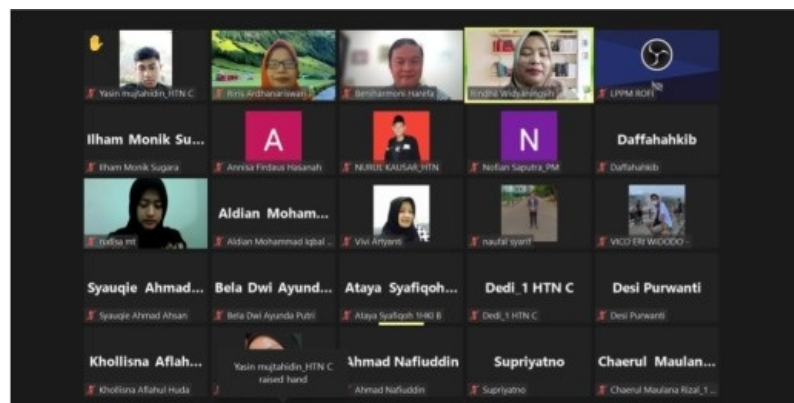 Yasin mujtahidin_HTN C
Riris Ardhanariswari
Beniharmoni Harefa
Rindha Widyaningsih
LPPM ROFI
Ilham Monik Su...
Ilham Monik Sugara
A
Annisa Firdaus Hasanah
NURUL KAUSAR_HTN
N
Nofian Saputra_PM
Daffahahkib
Daffahahkib
nadisa mt
Aldian Moham...
Aldian Mohammad Iqbal ...
Vivi Ariyanti
naufal syarif
VICO ERI WIDODO -
Syauqie Ahmad...
Syauqie Ahmad Ahsan
Bela Dwi Ayund...
Bela Dwi Ayunda Putri
Ataya Syafiqoh...
Ataya Syafiqoh 1HKI B
Dedi_1 HTN C
Dedi_1 HTN C
Desi Purwanti
Desi Purwanti
Khollisna Aflah...
Khollisna Aflahul Huda
Yasin mujtahidin_HTN C
raised hand
Ahmad Nafiuddin
Ahmad Nafiuddin
Supriyatno
Supriyatno
Chaerul Maulan...
Chaerul Maulana Rizal_1 ...